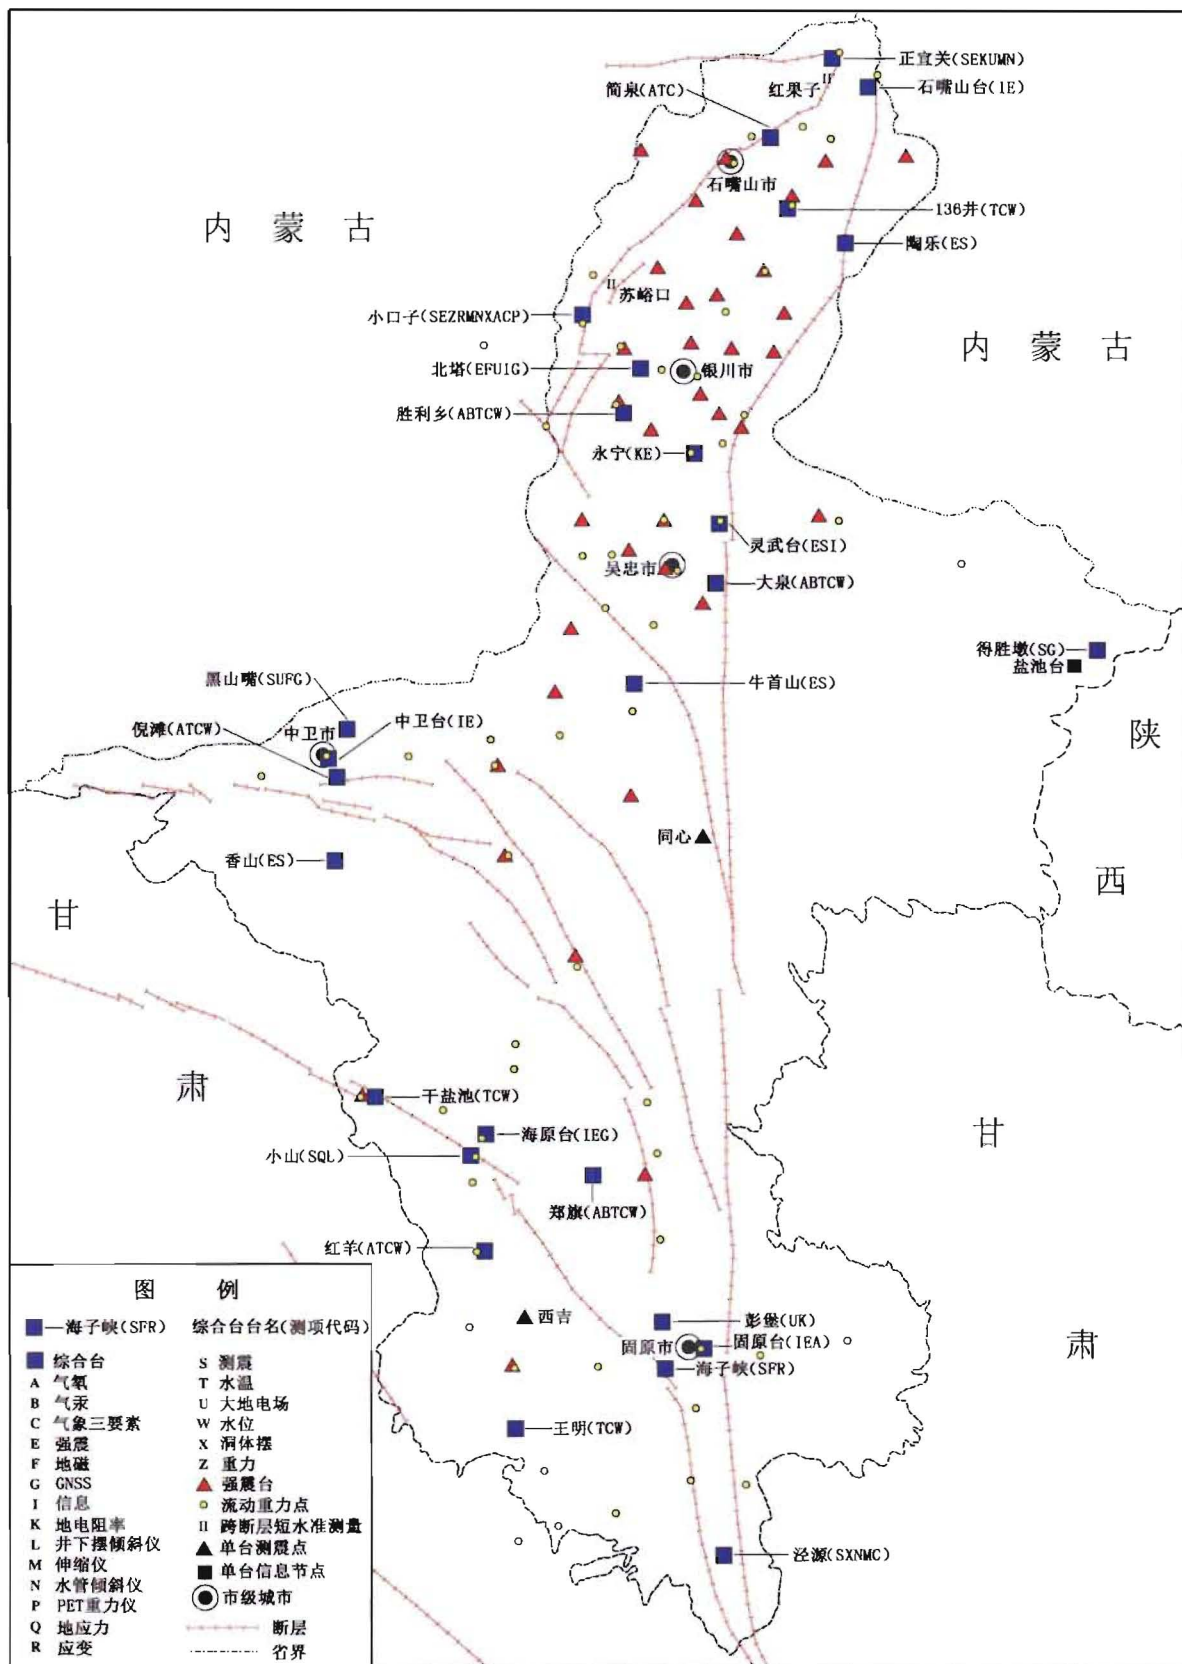 正宜关(SEKUMN)
红果子
II
简泉(ATC)
石嘴山台(1E)
石嘴山市
136井(TCW)
内 蒙 古
陶乐(ES)
II
苏峪口
小口子(SEZRMNXACP)
内 蒙 古
北塔(EFUIG)
银川市
胜利乡(ABTCW)
永宁(KE)
灵武台(ESI)
吴忠市
大泉(ABTCW)
得胜墩(SG)
盐池台
黑山嘴(SUFG)
牛首山(ES)
倪滩(ATCW)
中卫市
中卫台(IE)
陕
同心
香山(ES)
西
甘
肃
干盐池(TCW)
海原台(IEG)
甘
小山(SQL)
郑旗(ABTCW)
红羊(ATCW)
西吉
彭堡(UK)
固原市
固原台(IEA)
肃
海子峡(SFR)
王明(TCW)
泾源(SXNMC)
图 例
海子峡(SFR) 综合台台名(测项代码)
综合台
A 气氡
B 气汞
C 气象三要素
E 强震
F 地磁
G GNSS
I 信息
K 地电阻率
L 井下摆倾斜仪
M 伸缩仪
N 水管倾斜仪
P PET重力仪
Q 地应力
R 应变
S 测震
T 水温
U 大地电场
W 水位
X 洞体摆
Z 重力
强震台
流动重力点
II 跨断层短水准测量
单台测震点
单台信息节点
市级城市
断层
省界